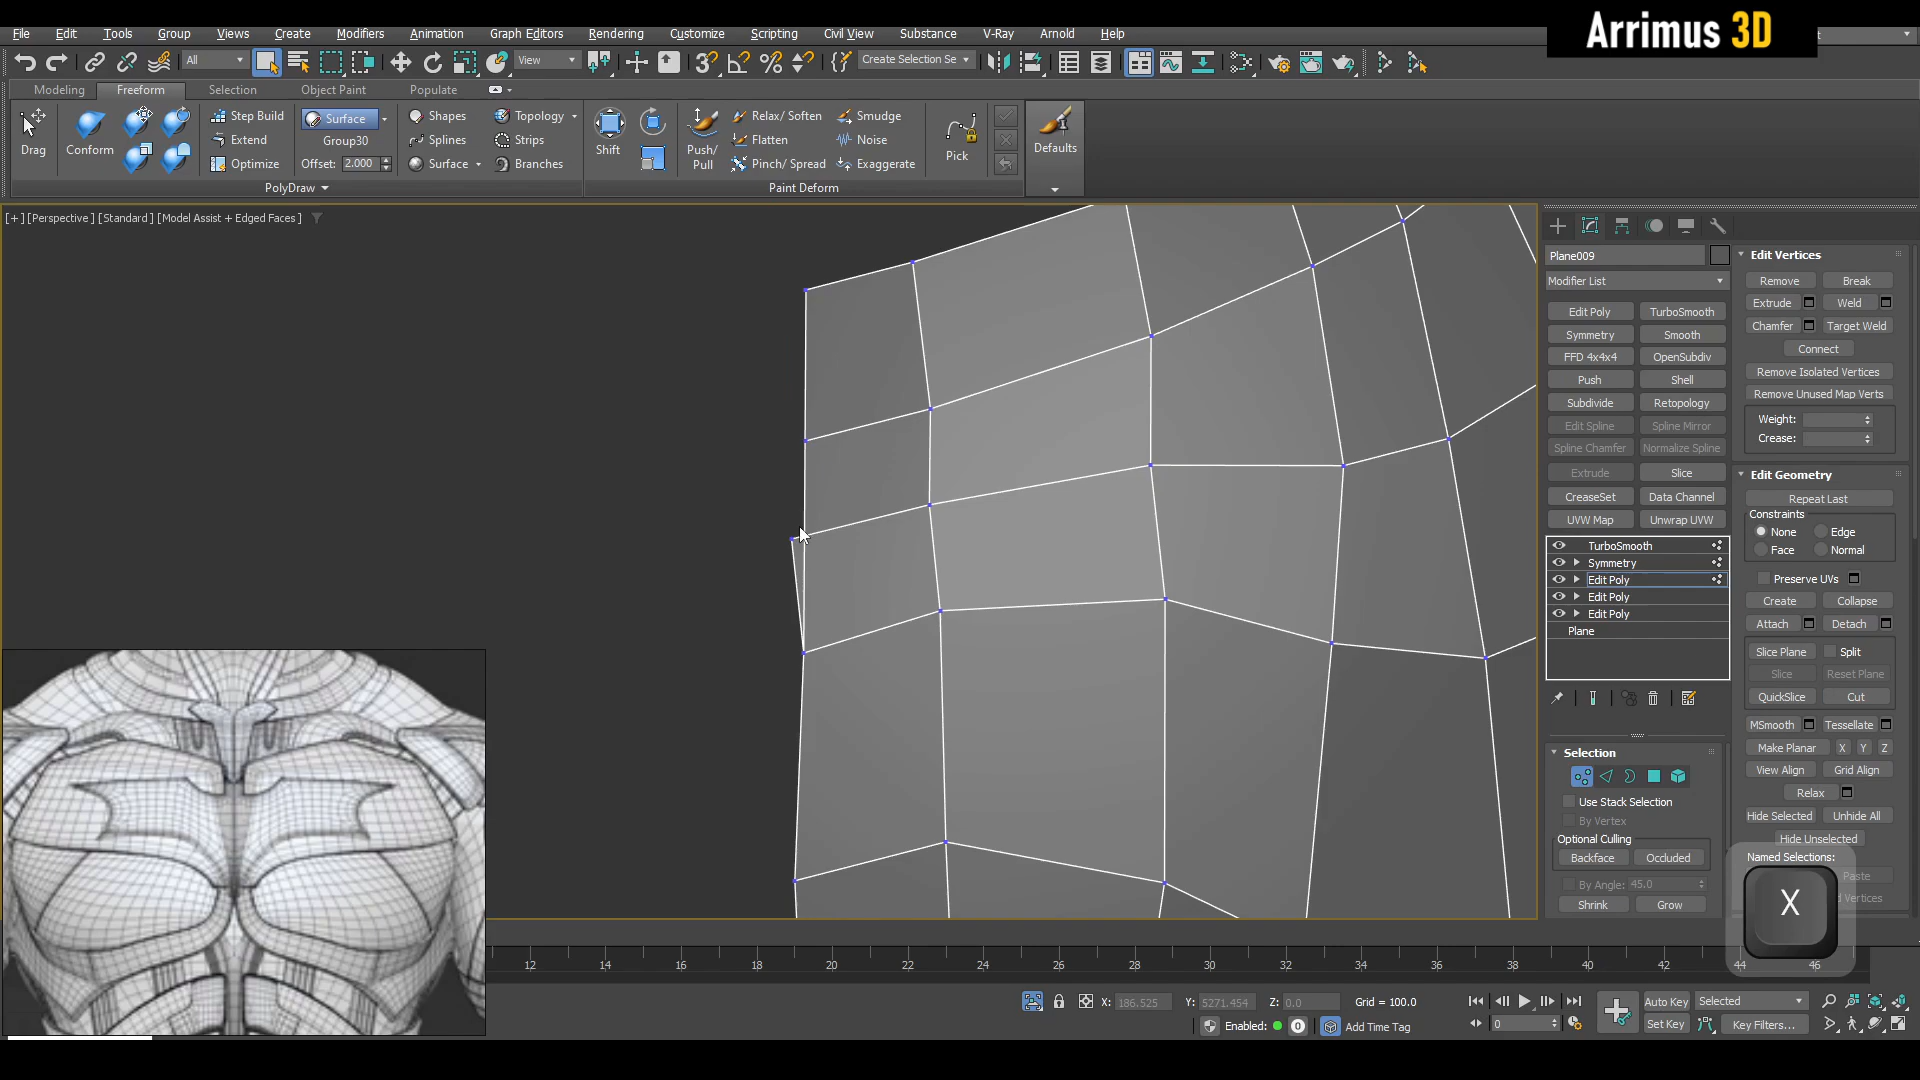 Arrimus 3D
File Edit Tools Group Views Create Modifiers Animation Graph Editors Rendering Customize Scripting Civil View Substance V-Ray Arnold Help
All View Create Selection Se
Modeling Freeform Selection Object Paint Populate
Drag Conform Step Build Extend Optimize Surface Group30 Offset: 2.000 Shapes Splines Surface Topology Strips Branches Shift Push/ Pull Relax/ Soften Flatten Pinch/ Spread Smudge Noise Exaggerate Pick Defaults
PolyDraw Paint Deform
[+] [Perspective] [Standard] [Model Assist + Edged Faces]
Plane009
Modifier List
Edit Poly TurboSmooth
Symmetry Smooth
FFD 4x4x4 OpenSubdiv
Push Shell
Subdivide Retopology
Edit Spline Spline Mirror
Spline Chamfer Normalize Spline
Extrude Slice
CreaseSet Data Channel
UVW Map Unwrap UVW
TurboSmooth
Symmetry
Edit Poly
Edit Poly
Edit Poly
Plane
Selection
Use Stack Selection
By Vertex
Optional Culling
Backface Occluded
By Angle: 45.0
Shrink Grow
Edit Vertices
Remove Break
Extrude Weld
Chamfer Target Weld
Connect
Remove Isolated Vertices
Remove Unused Map Verts
Weight:
Crease:
Edit Geometry
Repeat Last
Constraints
None Edge
Face Normal
Preserve UVs
Create Collapse
Attach Detach
Slice Plane Split
Slice Reset Plane
QuickSlice Cut
MSmooth Tessellate
Make Planar X Y Z
View Align Grid Align
Relax
Hide Selected Unhide All
Hide Unselected
Named Selections:
Paste
X
12 14 16 18 20 22 24 26 28 30 32 34 36 38 40 42 44 46
X: 186.525 Y: 5271.454 Z: 0.0 Grid = 100.0
Enabled: 0 Add Time Tag
0
Auto Key Selected
Set Key Key Filters...